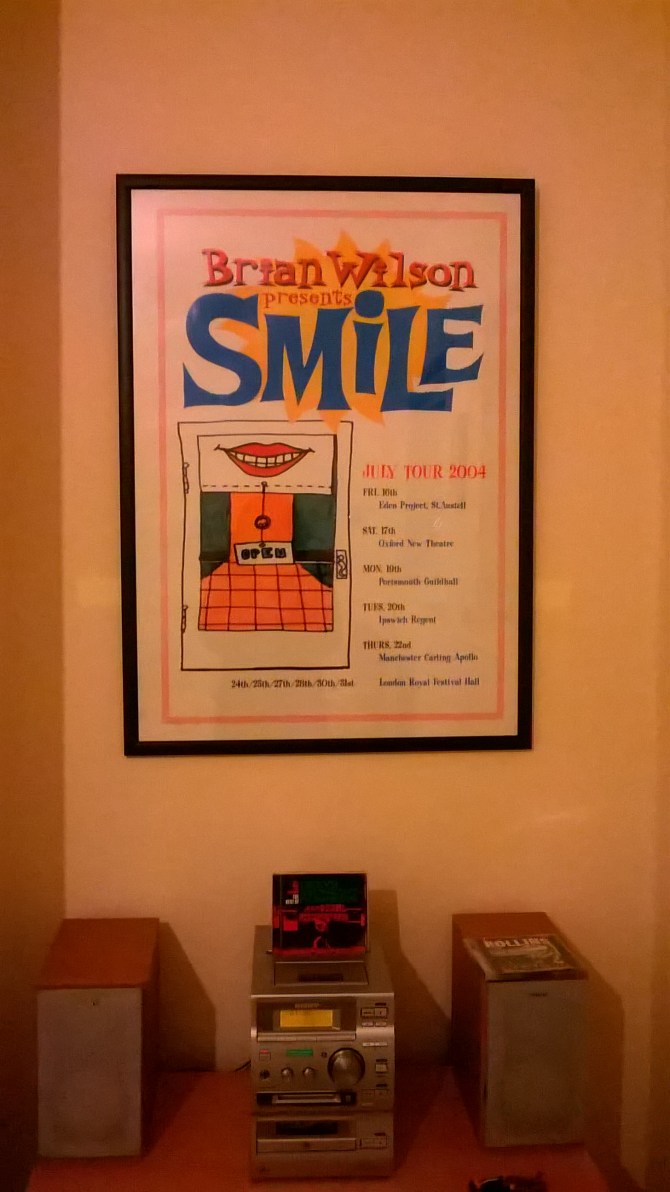 Brian Wilson
presents
SMiLE
OPEN
JULY TOUR 2004
FRI. 16th
Eden Project, St.Austell
SAT. 17th
Oxford New Theatre
MON. 19th
Portsmouth Guildhall
TUES. 20th
Ipswich Regent
THURS. 22nd
Manchester Carling Apollo
24th/25th/27th/28th/30th/31st London Royal Festival Hall
ROLLINS